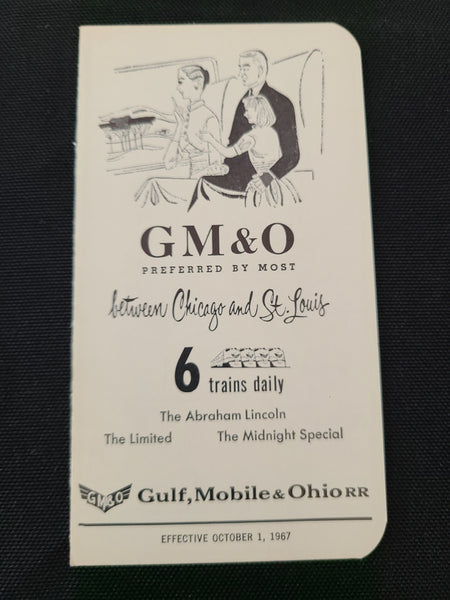 GM&O
PREFERRED BY MOST
between Chicago and St. Louis
6 trains daily
The Abraham Lincoln
The Limited The Midnight Special
GM&O Gulf, Mobile & Ohio RR
EFFECTIVE OCTOBER 1, 1967